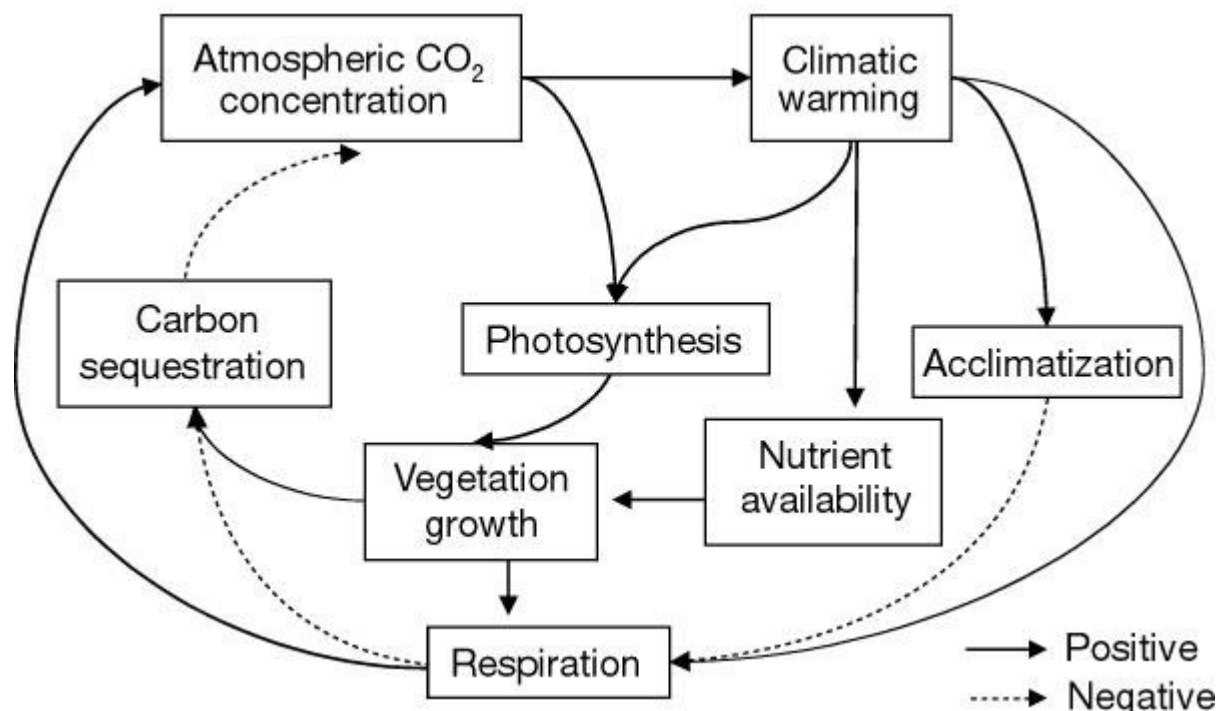 Atmospheric CO₂
concentration
Climatic
warming
Carbon
sequestration
Photosynthesis
Acclimatization
Vegetation
growth
Nutrient
availability
Respiration
Positive
Negative